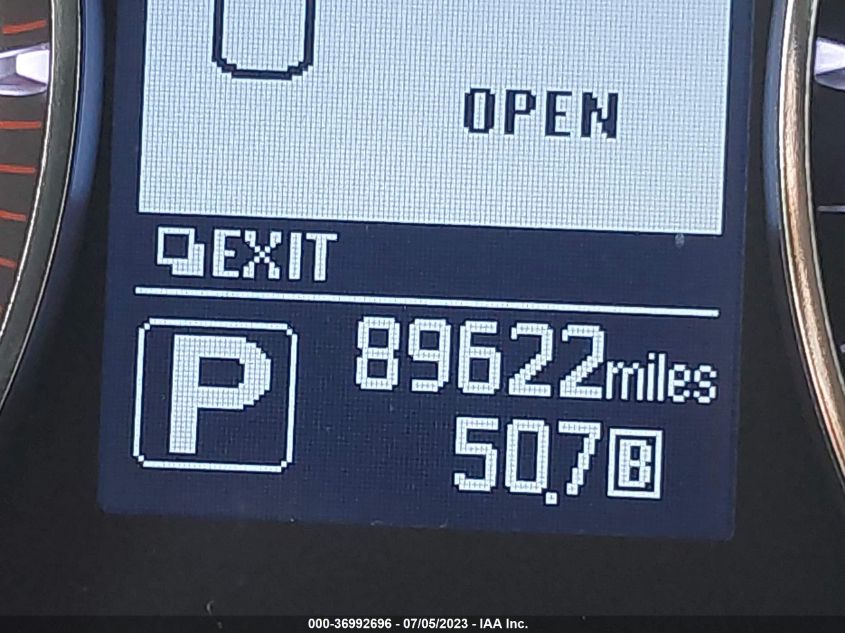 OPEN
EXIT
P
89622miles
50.7 B
000-36992696 - 07/05/2023 - IAA Inc.